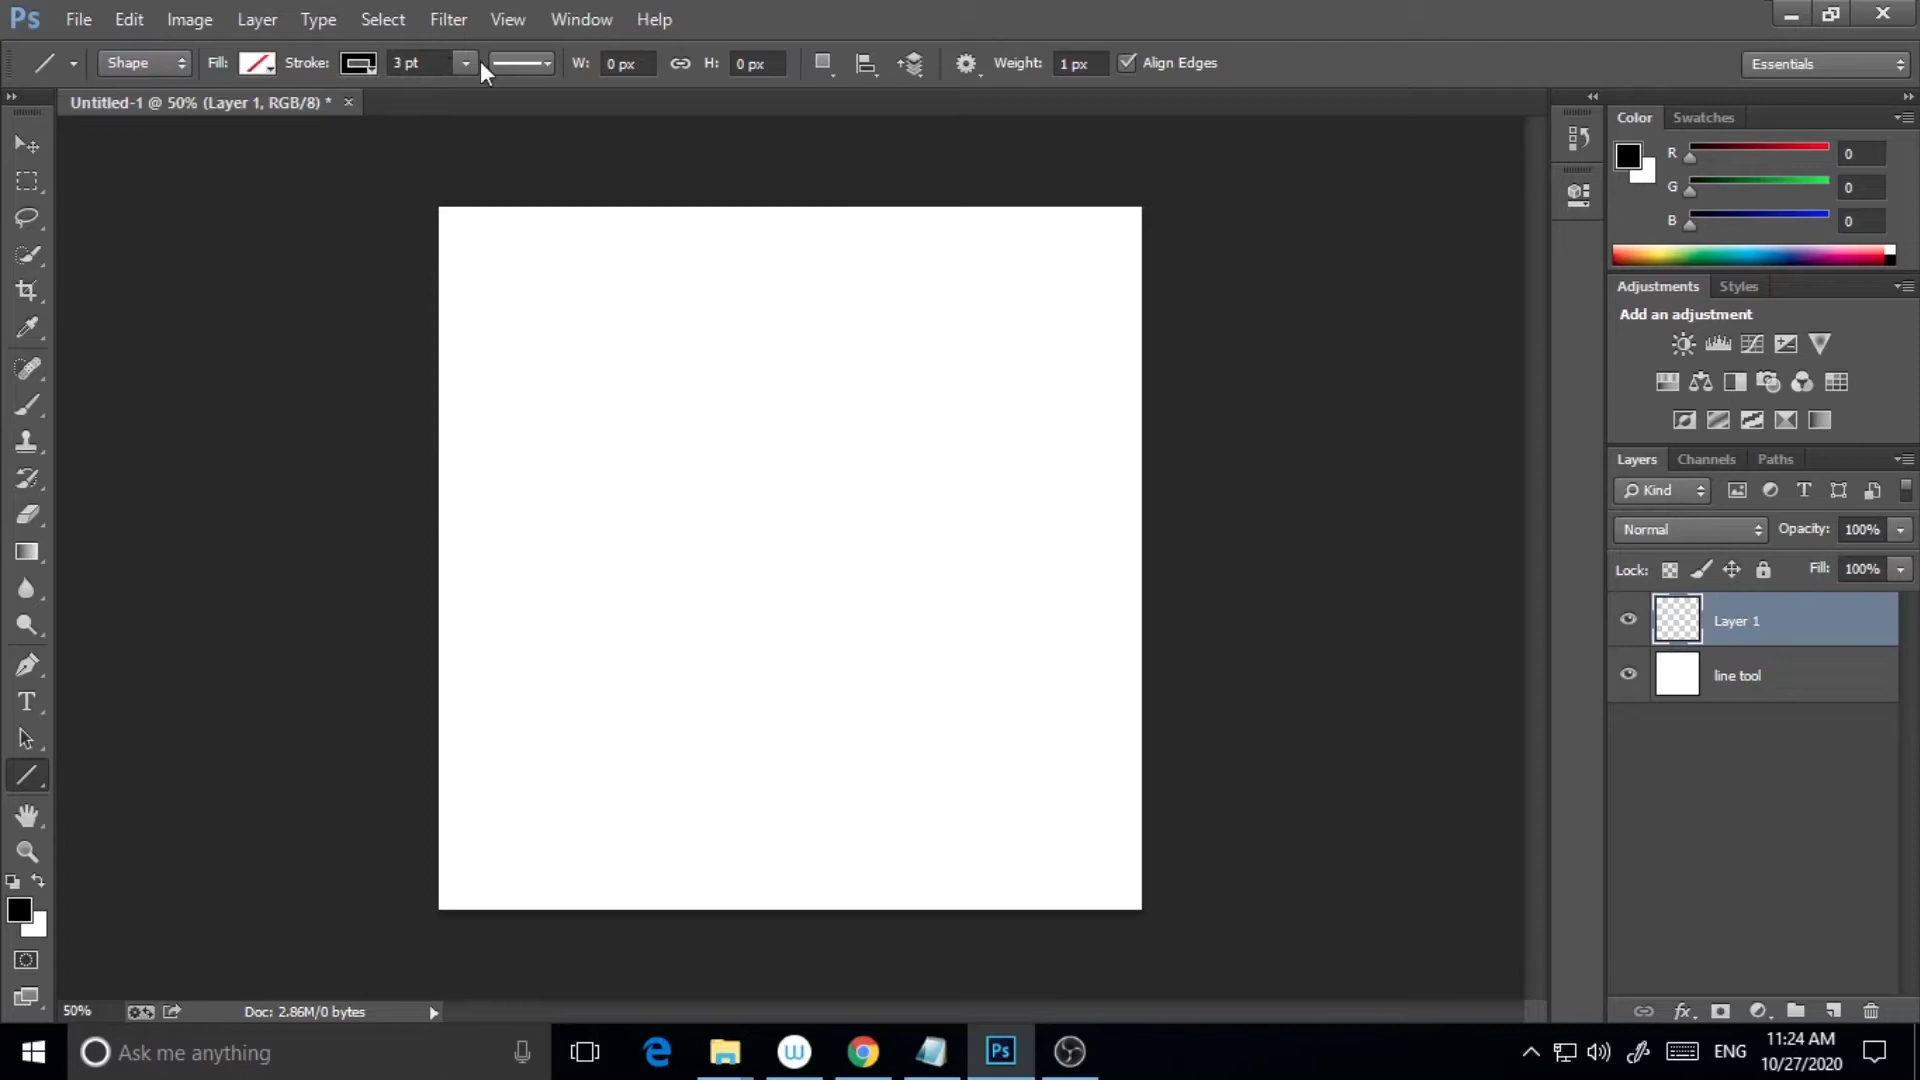 Ps File Edit Image Layer Type Select Filter View Window Help
Shape Fill: Stroke: 3 pt W: 0 px H: 0 px Weight: 1 px Align Edges Essentials
Untitled-1 @ 50% (Layer 1, RGB/8) * ×
Color Swatches
R 0
G 0
B 0
Adjustments Styles
Add an adjustment
Layers Channels Paths
Kind
Normal Opacity: 100%
Lock: Fill: 100%
Layer 1
line tool
T
50% Doc: 2.86M/0 bytes
fx
Ask me anything
W
Ps
ENG
11:24 AM
10/27/2020